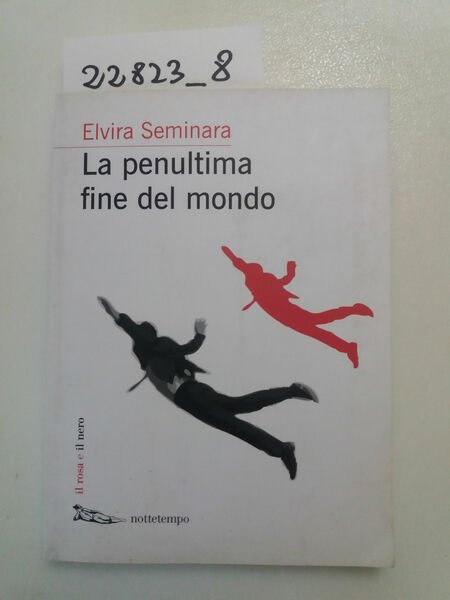 22823_8
Elvira Seminara
La penultima
fine del mondo
il rosa e il nero
nottetempo